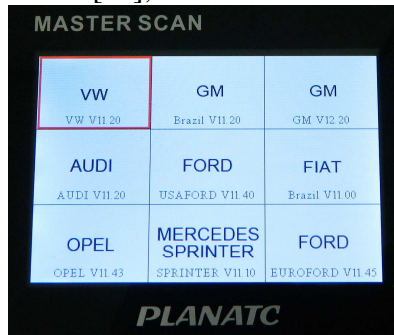 MASTER SCAN
VW
VW V11.20
GM
Brazil V11.20
GM
GM V12.20
AUDI
AUDI V11.20
FORD
USAFORD V11.40
FIAT
Brazil V11.00
OPEL
OPEL V11.43
MERCEDES
SPRINTER
SPRINTER V11.10
FORD
EUROFORD V11.45
PLANATC